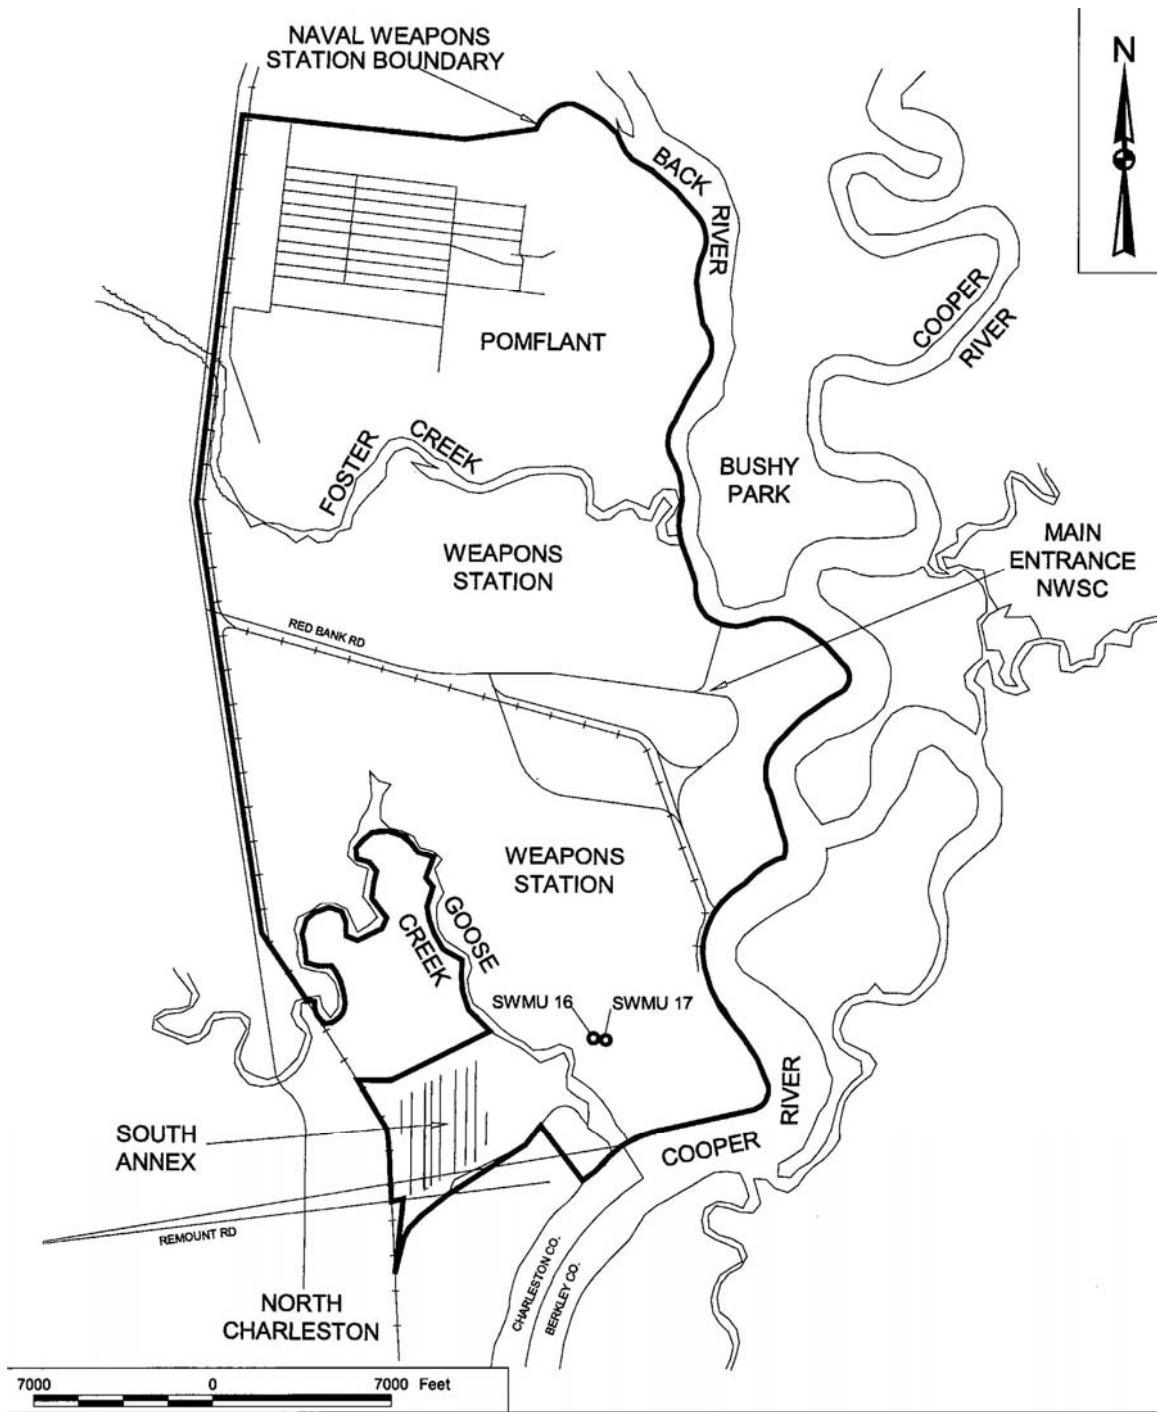 NAVAL WEAPONS
STATION BOUNDARY
N
BACK
RIVER
COOPER
RIVER
POMFLANT
FOSTER
CREEK
BUSHY
PARK
MAIN
ENTRANCE
NWSC
WEAPONS
STATION
RED BANK RD
WEAPONS
STATION
GOOSE
CREEK
SWMU 16
SWMU 17
RIVER
COOPER
SOUTH
ANNEX
REMOUNT RD
CHARLESTON CO.
BERKLEY CO.
NORTH
CHARLESTON
7000 0 7000 Feet